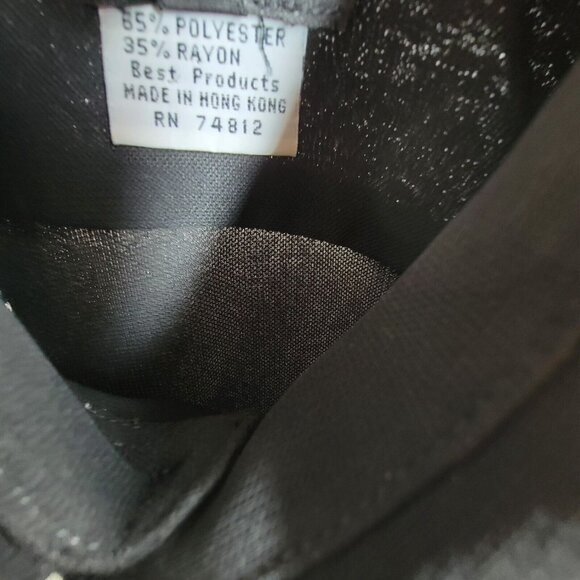 65% POLYESTER
35% RAYON
Best Products
MADE IN HONG KONG
RN 74812